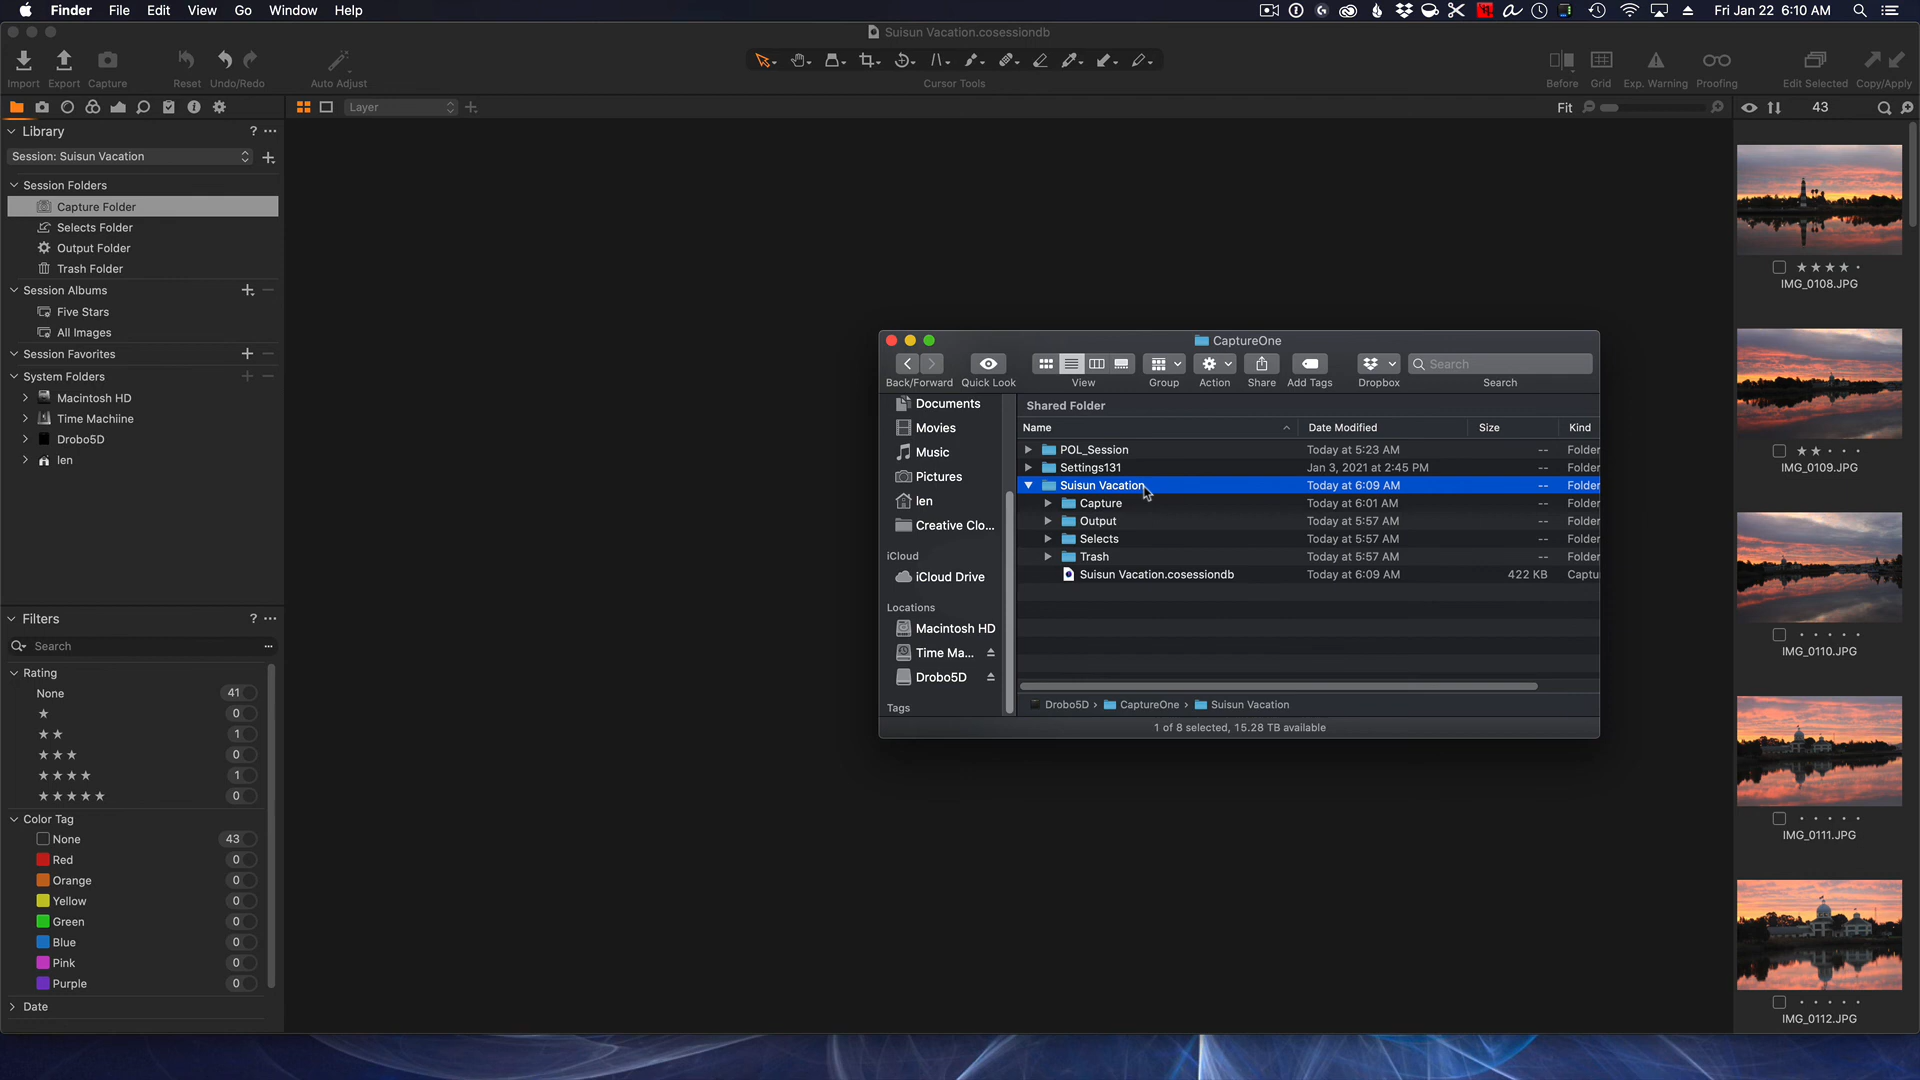 Finder File Edit View Go Window Help
Fri Jan 22 6:10 AM
Suisun Vacation.cosessiondb
Import Export Capture Reset Undo/Redo Auto Adjust Cursor Tools Before Grid Exp. Warning Proofing Edit Selected Copy/Apply
Layer
Fit
43
Library
?
Session: Suisun Vacation
Session Folders
Capture Folder
Selects Folder
Output Folder
Trash Folder
Session Albums
Five Stars
All Images
Session Favorites
System Folders
Macintosh HD
Time Machiine
Drobo5D
len
Filters
?
Search
Rating
None 41
0
1
0
1
0
Color Tag
None 43
Red 0
Orange 0
Yellow 0
Green 0
Blue 0
Pink 0
Purple 0
Date
CaptureOne
Search
Back/Forward Quick Look View Group Action Share Add Tags Dropbox Search
Documents
Movies
Music
Pictures
len
Creative Clo...
iCloud
iCloud Drive
Locations
Macintosh HD
Time Ma...
Drobo5D
Tags
Shared Folder
Name Date Modified Size Kind
POL_Session Today at 5:23 AM -- Folder
Settings131 Jan 3, 2021 at 2:45 PM -- Folder
Suisun Vacation Today at 6:09 AM -- Folder
Capture Today at 6:01 AM -- Folder
Output Today at 5:57 AM -- Folder
Selects Today at 5:57 AM -- Folder
Trash Today at 5:57 AM -- Folder
Suisun Vacation.cosessiondb Today at 6:09 AM 422 KB Captu
Drobo5D › CaptureOne › Suisun Vacation
1 of 8 selected, 15.28 TB available
IMG_0108.JPG
IMG_0109.JPG
IMG_0110.JPG
IMG_0111.JPG
IMG_0112.JPG